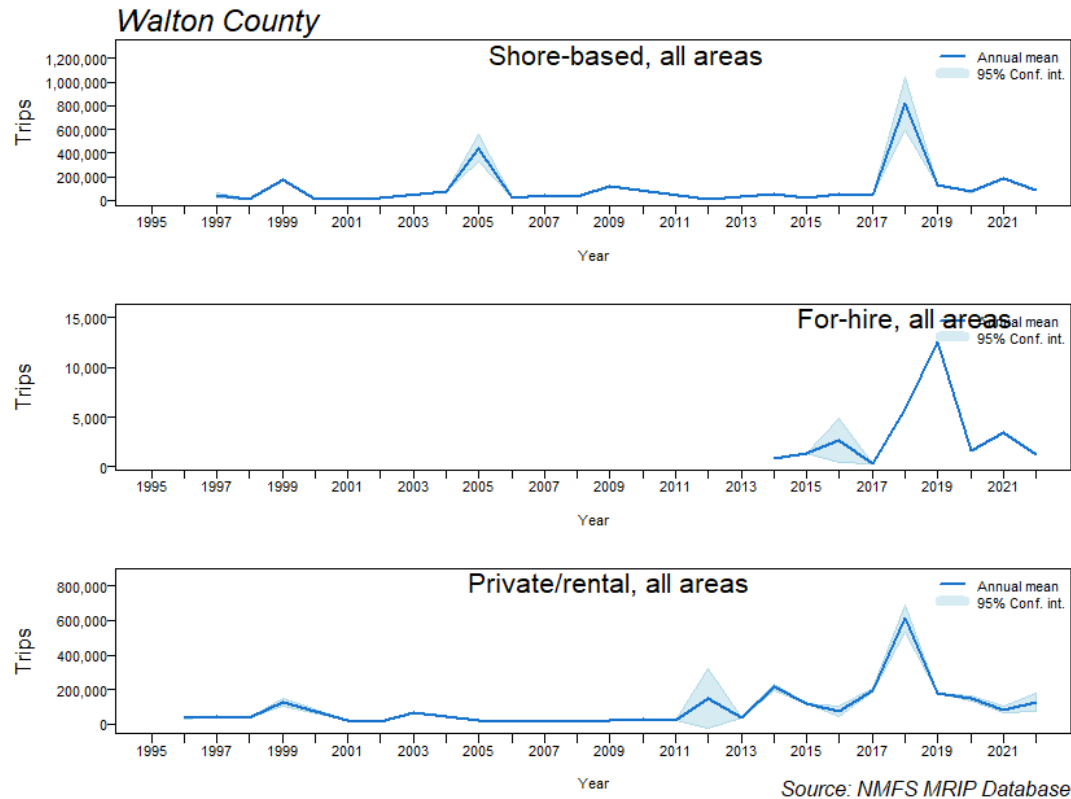 Walton County
Shore-based, all areas
Annual mean
95% Conf. int.
Trips
1,200,000
1,000,000
800,000
600,000
400,000
200,000
0
1995 1997 1999 2001 2003 2005 2007 2009 2011 2013 2015 2017 2019 2021
Year
For-hire, all areas
Annual mean
95% Conf. int.
Trips
15,000
10,000
5,000
0
1995 1997 1999 2001 2003 2005 2007 2009 2011 2013 2015 2017 2019 2021
Year
Private/rental, all areas
Annual mean
95% Conf. int.
Trips
800,000
600,000
400,000
200,000
0
1995 1997 1999 2001 2003 2005 2007 2009 2011 2013 2015 2017 2019 2021
Year
Source: NMFS MRIP Database